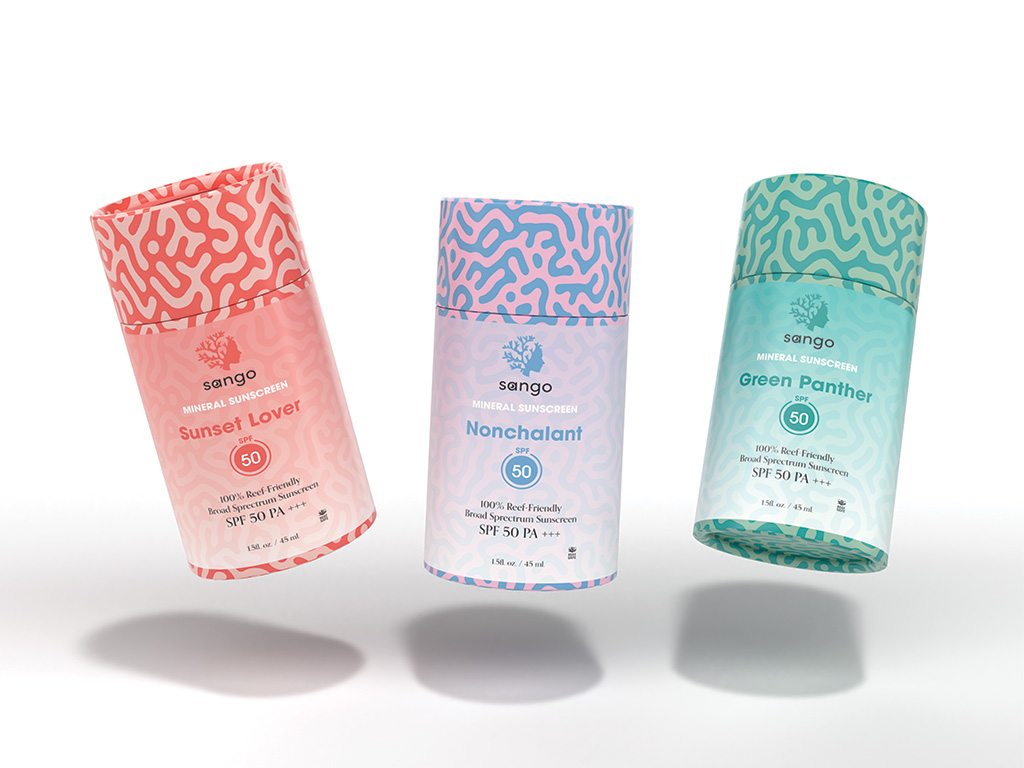 sango
MINERAL SUNSCREEN
Sunset Lover
SPF
50
100% Reef-Friendly
Broad Spectrum Sunscreen
SPF 50 PA +++
1.5fl. oz. / 45 ml
sango
MINERAL SUNSCREEN
Nonchalant
SPF
50
100% Reef-Friendly
Broad Spectrum Sunscreen
SPF 50 PA +++
1.5fl. oz. / 45 ml
sango
MINERAL SUNSCREEN
Green Panther
SPF
50
100% Reef-Friendly
Broad Spectrum Sunscreen
SPF 50 PA +++
1.5fl. oz. / 45 ml